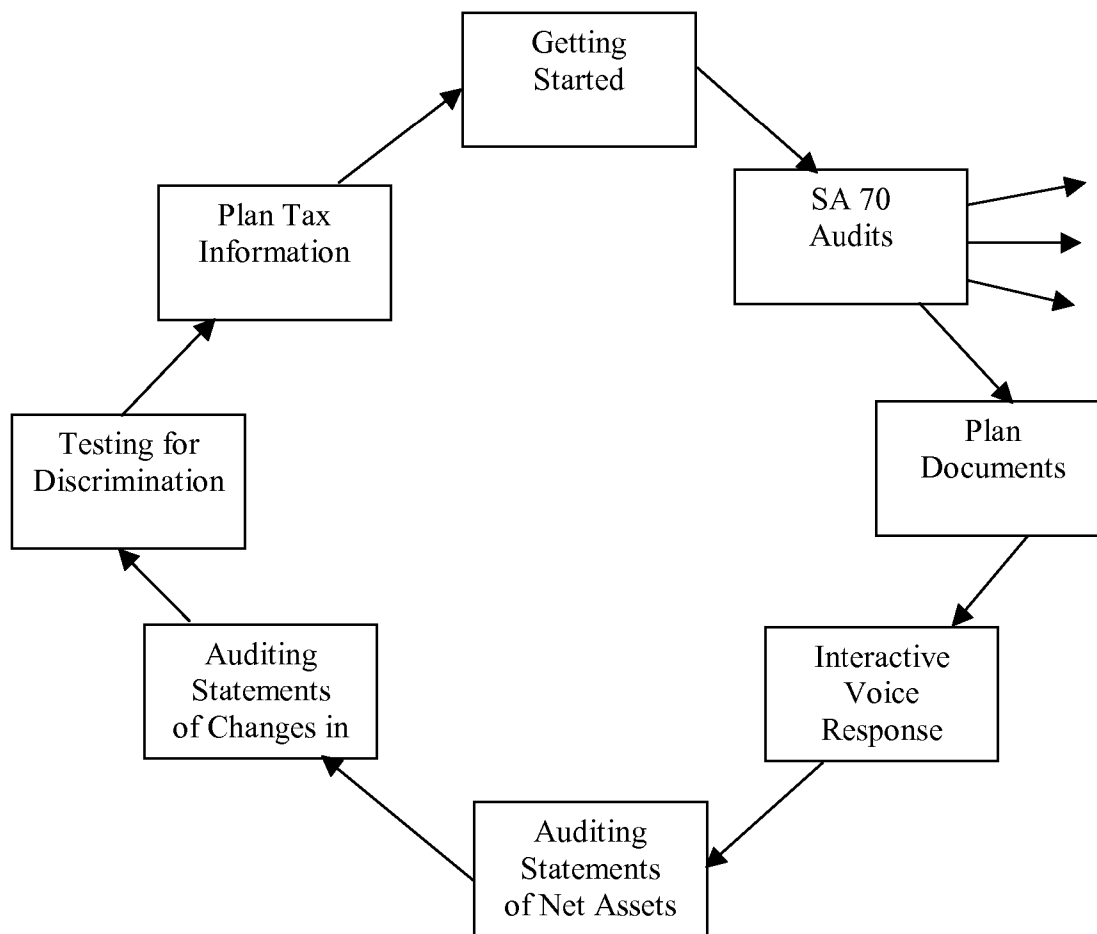 Getting
Started
SA 70
Audits
Plan
Documents
Interactive
Voice
Response
Auditing
Statements
of Net Assets
Auditing
Statements
of Changes in
Testing for
Discrimination
Plan Tax
Information